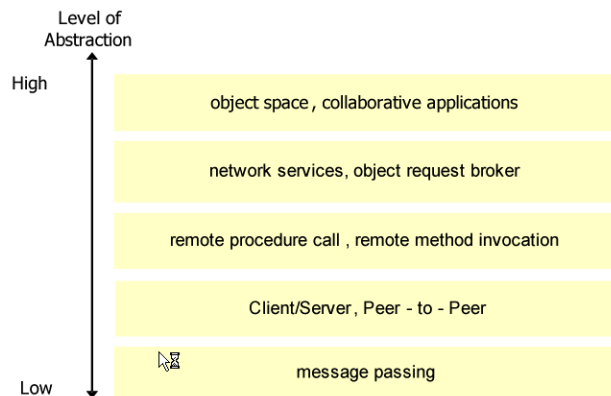 Level of
Abstraction
High
object space , collaborative applications
network services, object request broker
remote procedure call , remote method invocation
Client/Server , Peer - to - Peer
message passing
Low